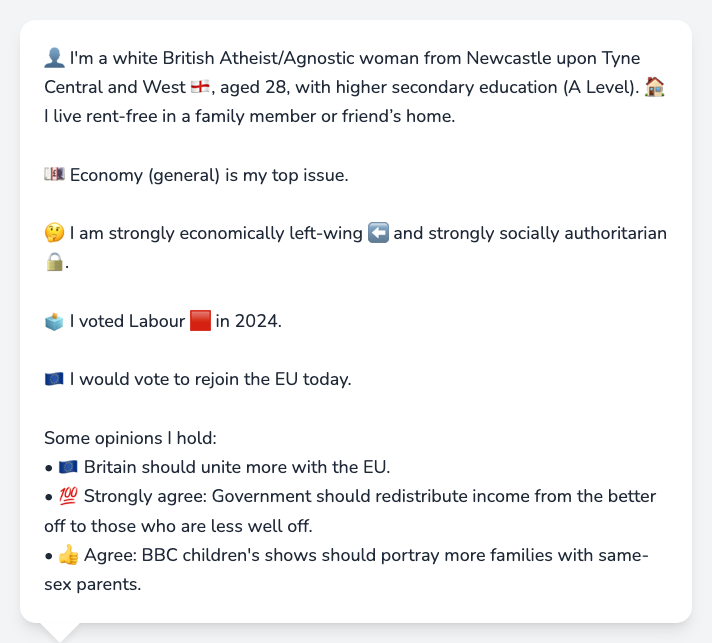 👤 I'm a white British Atheist/Agnostic woman from Newcastle upon Tyne
Central and West 🏴󠁧󠁢󠁥󠁮󠁧󠁿, aged 28, with higher secondary education (A Level). 🏠
I live rent-free in a family member or friend’s home.
💷 Economy (general) is my top issue.
🤔 I am strongly economically left-wing ⬅️ and strongly socially authoritarian
🔒.
🗳️ I voted Labour 🟥 in 2024.
🇪🇺 I would vote to rejoin the EU today.
Some opinions I hold:
• 🇪🇺 Britain should unite more with the EU.
• 💯 Strongly agree: Government should redistribute income from the better
off to those who are less well off.
• 👍 Agree: BBC children's shows should portray more families with same-
sex parents.